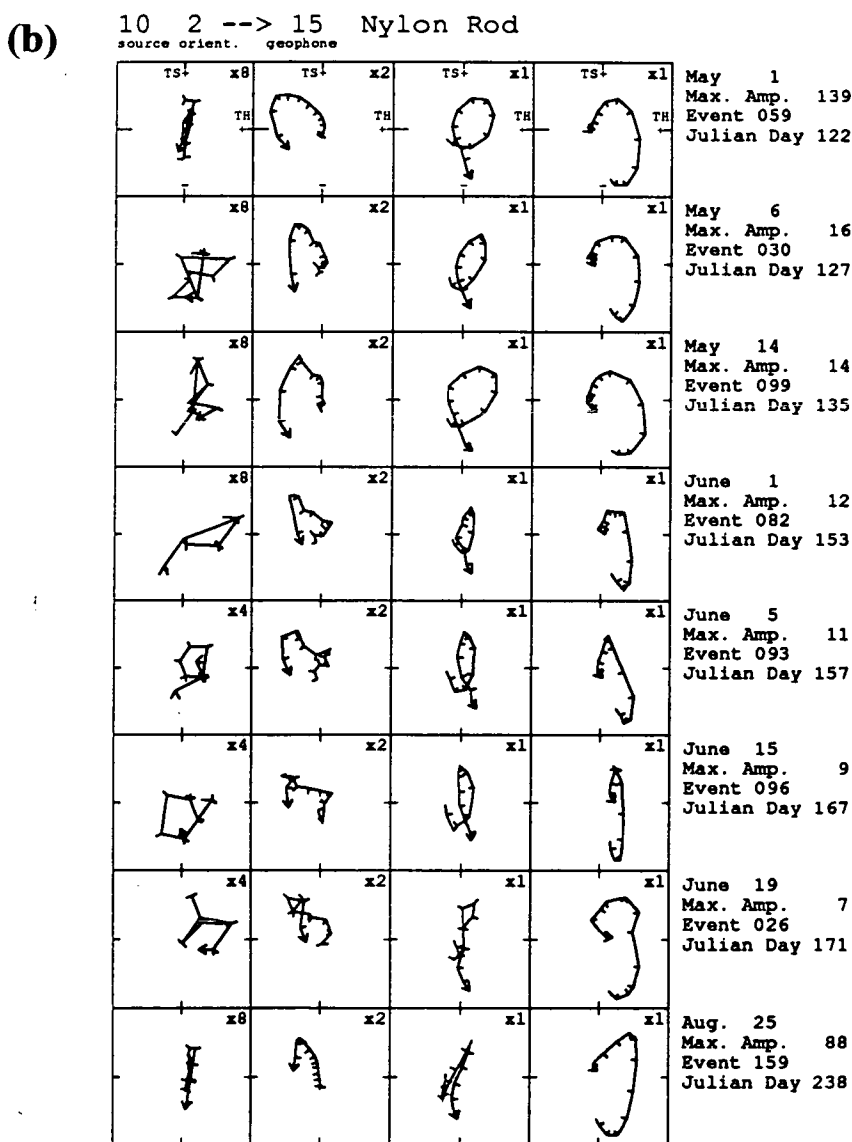 (b)
10 2 --> 15 Nylon Rod
source orient. geophone
TS+ x8 TS+ x2 TS+ x1 TS+ x1
TH TH TH TH
May 1
Max. Amp. 139
Event 059
Julian Day 122
x8 x2 x1 x1
May 6
Max. Amp. 16
Event 030
Julian Day 127
x8 x2 x1 x1
May 14
Max. Amp. 14
Event 099
Julian Day 135
x8 x2 x1 x1
June 1
Max. Amp. 12
Event 082
Julian Day 153
x4 x2 x1 x1
June 5
Max. Amp. 11
Event 093
Julian Day 157
x4 x2 x1 x1
June 15
Max. Amp. 9
Event 096
Julian Day 167
x4 x2 x1 x1
June 19
Max. Amp. 7
Event 026
Julian Day 171
x8 x2 x1 x1
Aug. 25
Max. Amp. 88
Event 159
Julian Day 238